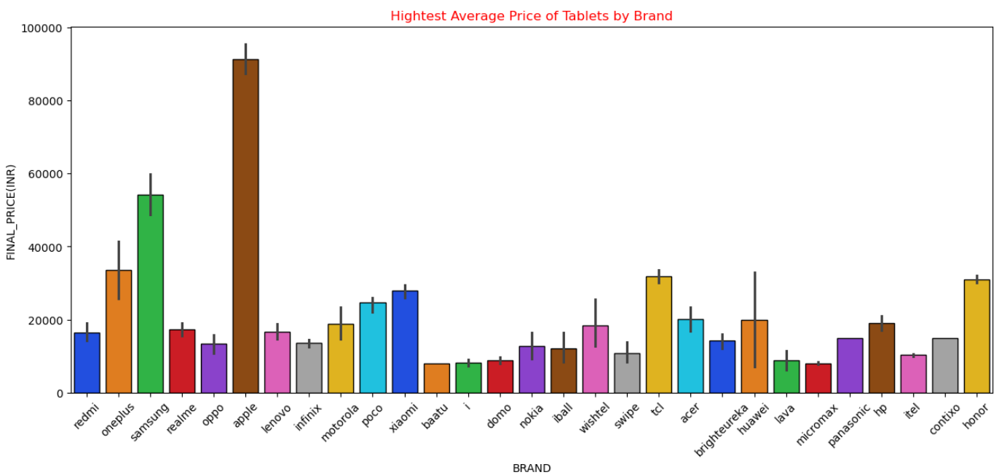 Hightest Average Price of Tablets by Brand
FINAL_PRICE(INR)
100000
80000
60000
40000
20000
0
redmi
oneplus
samsung
realme
oppo
apple
lenovo
infinix
motorola
poco
xiaomi
baatu
i
domo
nokia
iball
wishtel
swipe
tcl
acer
brighteureka
huawei
lava
micromax
panasonic
hp
itel
contixo
honor
BRAND